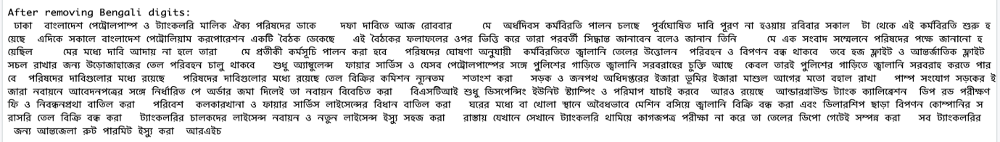 After removing Bengali digits:
ঢাকা বাংলাদেশ পেট্রোলপাম্প ও ট্যাংকলরি মালিক ঐক্য পরিষদের ডাকে দফা দাবিতে আজ রোববার মে অর্ধদিবস কর্মবিরতি পালন চলছে পূর্বঘোষিত দাবি পূরণ না হওয়ায় রবিবার সকাল টা থেকে এই কর্মবিরতি শুরু হ
য়েছে এদিকে সকালে বাংলাদেশ পেট্রোলিয়াম করপোরেশন একটি বৈঠক ডেকেছে এই বৈঠকের ফলাফলের ওপর ভিত্তি করে তারা পরবর্তী সিদ্ধান্ত জানাবেন বলেও জানান তিনি মে এক সংবাদ সম্মেলনে পরিষদের পক্ষে জানানো হ
য়েছিল মের মধ্যে দাবি আদায় না হলে তারা মে প্রতীকী কর্মসূচি পালন করা হবে পরিষদের ঘোষণা অনুযায়ী কর্মবিরতিতে জ্বালানি তেলের উত্তোলন পরিবহন ও বিপণন বন্ধ থাকবে তবে হজ ফ্লাইট ও আন্তর্জাতিক ফ্লাইট
সচল রাখার জন্য উড়োজাহাজের তেল পরিবহন চালু থাকবে শুধু অ্যাম্বুলেন্স ফায়ার সার্ভিস ও যেসব পেট্রোলপাম্পের সঙ্গে পুলিশের গাড়িতে জ্বালানি সরবরাহের চুক্তি আছে কেবল তারই পুলিশের গাড়িতে জ্বালানি সরবরাহ করতে পার
বে পরিষদের দাবিগুলোর মধ্যে রয়েছে পরিষদের দাবিগুলোর মধ্যে রয়েছে তেল বিক্রির কমিশন ন্যূনতম শতাংশ করা সড়ক ও জনপথ অধিদপ্তরের ইজারা ভূমির ইজারা মাশুল আগের মতো বহাল রাখা পাম্প সংযোগ সড়কের ই
জারা নবায়নে আবেদনপত্রের সঙ্গে নির্ধারিত পে অর্ডার জমা দিলেই তা নবায়ন বিবেচিত করা বিএসটিআই শুধু ডিসপেন্সিং ইউনিট স্ট্যাম্পিং ও পরিমাপ যাচাই করবে আরও রয়েছে আন্ডারগ্রাউন্ড ট্যাংক ক্যালিব্রেশন ডিপ রড পরীক্ষণ
ফি ও নিবন্ধনপ্রথা বাতিল করা পরিবেশ কলকারখানা ও ফায়ার সার্ভিস লাইসেন্সের বিধান বাতিল করা ঘরের মধ্যে বা খোলা স্থানে অবৈধভাবে মেশিন বসিয়ে জ্বালানি বিক্রি বন্ধ করা এবং ডিলারশিপ ছাড়া বিপণন কোম্পানির স
রাসরি তেল বিক্রি বন্ধ করা ট্যাংকলরির চালকদের লাইসেন্স নবায়ন ও নতুন লাইসেন্স ইস্যু সহজ করা রাস্তায় যেখানে সেখানে ট্যাংকলরি থামিয়ে কাগজপত্র পরীক্ষা না করে তা তেলের ডিপো গেটেই সম্পন্ন করা সব ট্যাংকলরির
জন্য আন্তজেলা রুট পারমিট ইস্যু করা আরএইচ